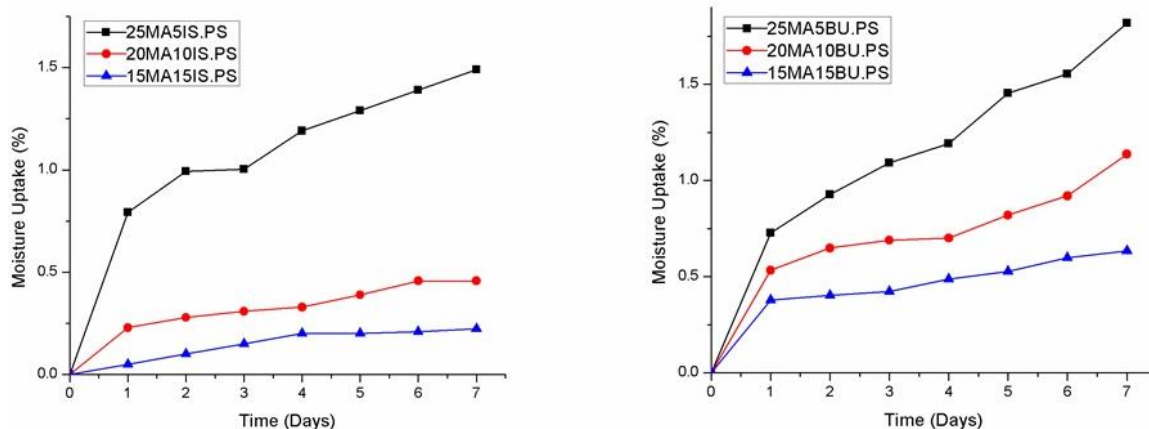 25MA5IS.PS
20MA10IS.PS
15MA15IS.PS
Moisture Uptake (%)
1.5
1.0
0.5
0.0
0 1 2 3 4 5 6 7
Time (Days)
25MA5BU.PS
20MA10BU.PS
15MA15BU.PS
Moisture Uptake (%)
1.5
1.0
0.5
0.0
0 1 2 3 4 5 6 7
Time (Days)